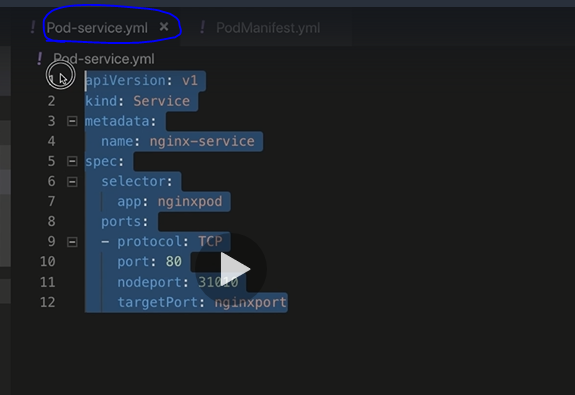 ! Pod-service.yml × ! PodManifest.yml
! Pod-service.yml
1 apiVersion: v1
2 kind: Service
3 metadata:
4 name: nginx-service
5 spec:
6 selector:
7 app: nginxpod
8 ports:
9 - protocol: TCP
10 port: 80
11 nodeport: 31010
12 targetPort: nginxport